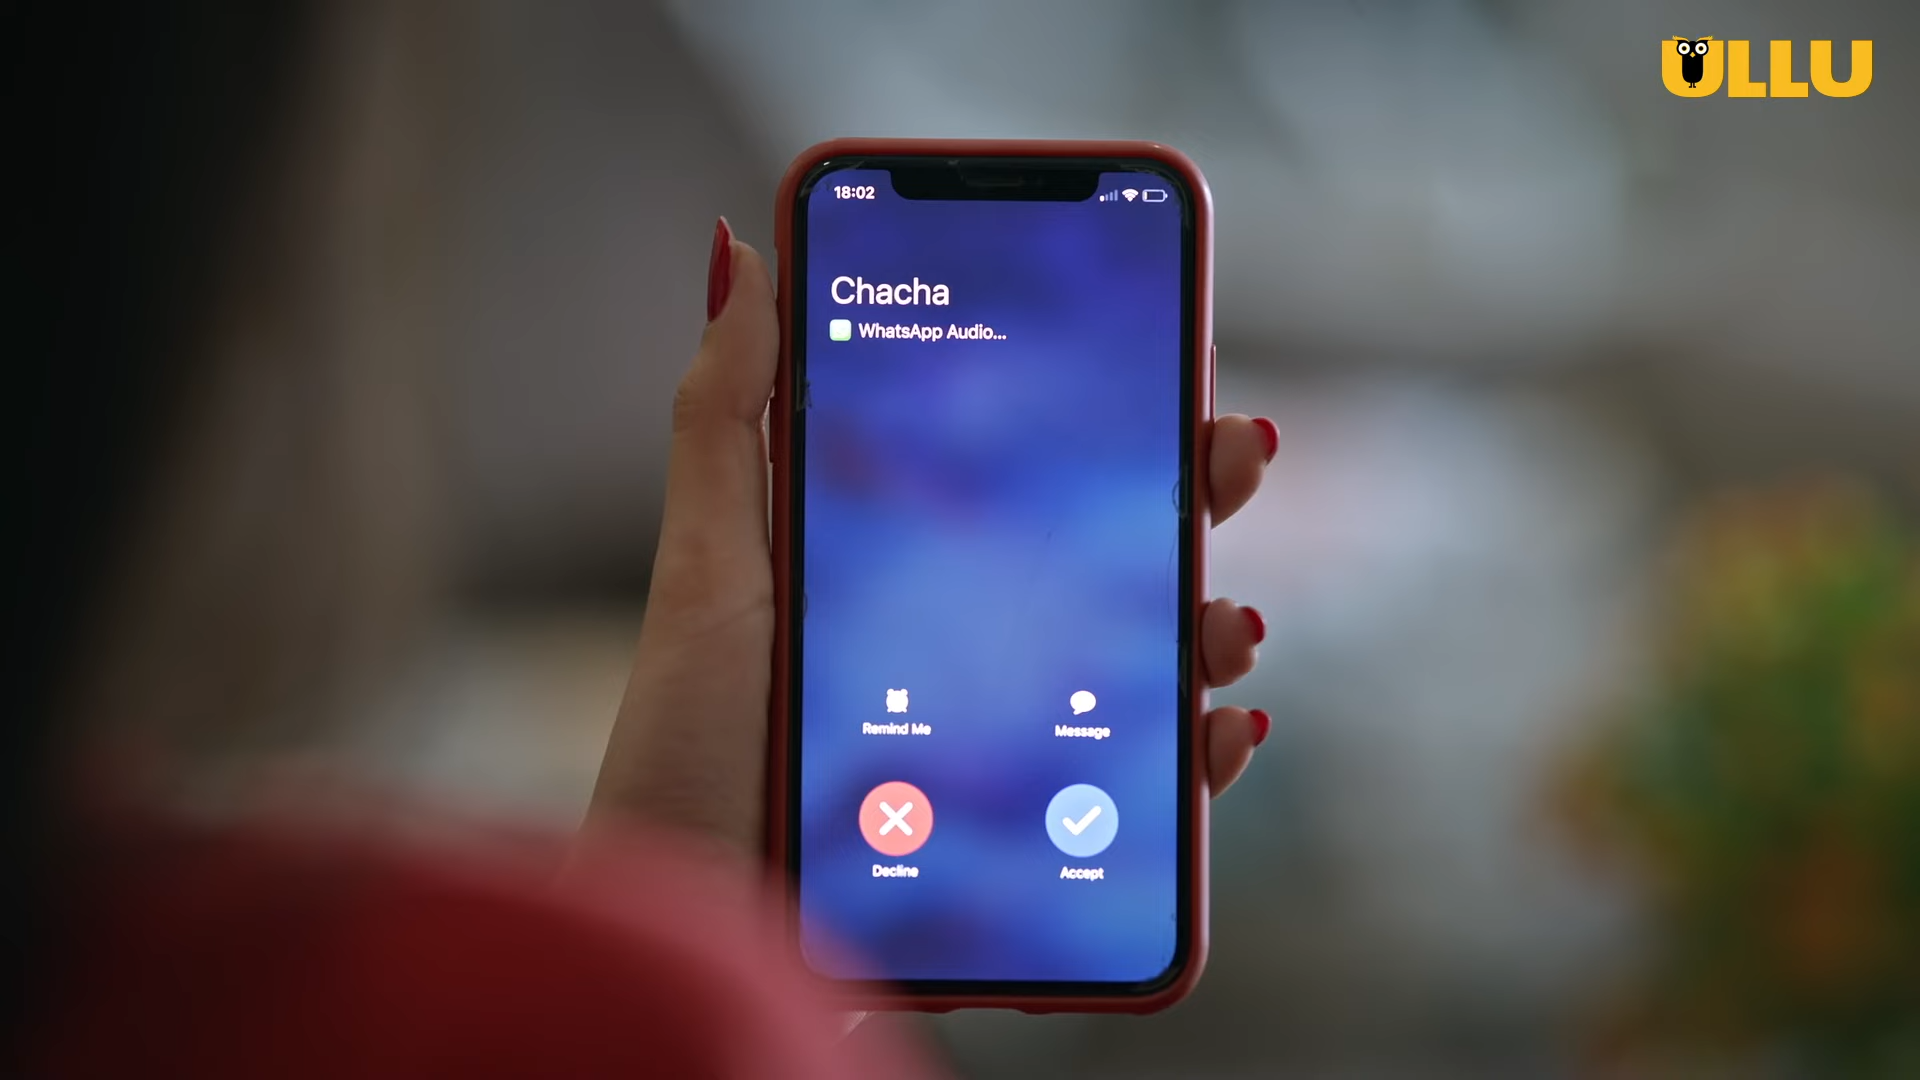 ULLU
18:02
Chacha
WhatsApp Audio...
Remind Me
Message
Decline
Accept